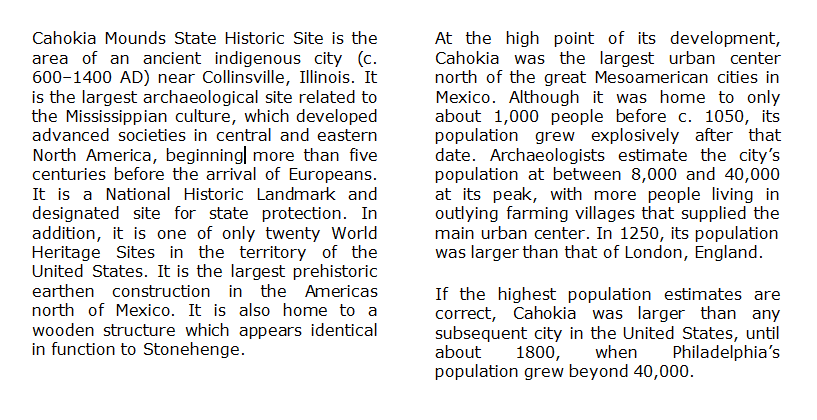 Cahokia Mounds State Historic Site is the
area of an ancient indigenous city (c.
600–1400 AD) near Collinsville, Illinois. It
is the largest archaeological site related to
the Mississippian culture, which developed
advanced societies in central and eastern
North America, beginning more than five
centuries before the arrival of Europeans.
It is a National Historic Landmark and
designated site for state protection. In
addition, it is one of only twenty World
Heritage Sites in the territory of the
United States. It is the largest prehistoric
earthen construction in the Americas
north of Mexico. It is also home to a
wooden structure which appears identical
in function to Stonehenge.
At the high point of its development,
Cahokia was the largest urban center
north of the great Mesoamerican cities in
Mexico. Although it was home to only
about 1,000 people before c. 1050, its
population grew explosively after that
date. Archaeologists estimate the city’s
population at between 8,000 and 40,000
at its peak, with more people living in
outlying farming villages that supplied the
main urban center. In 1250, its population
was larger than that of London, England.
If the highest population estimates are
correct, Cahokia was larger than any
subsequent city in the United States, until
about 1800, when Philadelphia’s
population grew beyond 40,000.